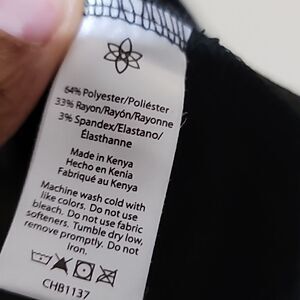 64% Polyester/Poliéster
33% Rayon/Rayón/Rayonne
3% Spandex/Elastano/
Élasthanne
Made in Kenya
Hecho en Kenia
Fabriqué au Kenya
Machine wash cold with
like colors. Do not use
bleach. Do not use fabric
softeners. Tumble dry low,
remove promptly. Do not
iron.
CHB1137